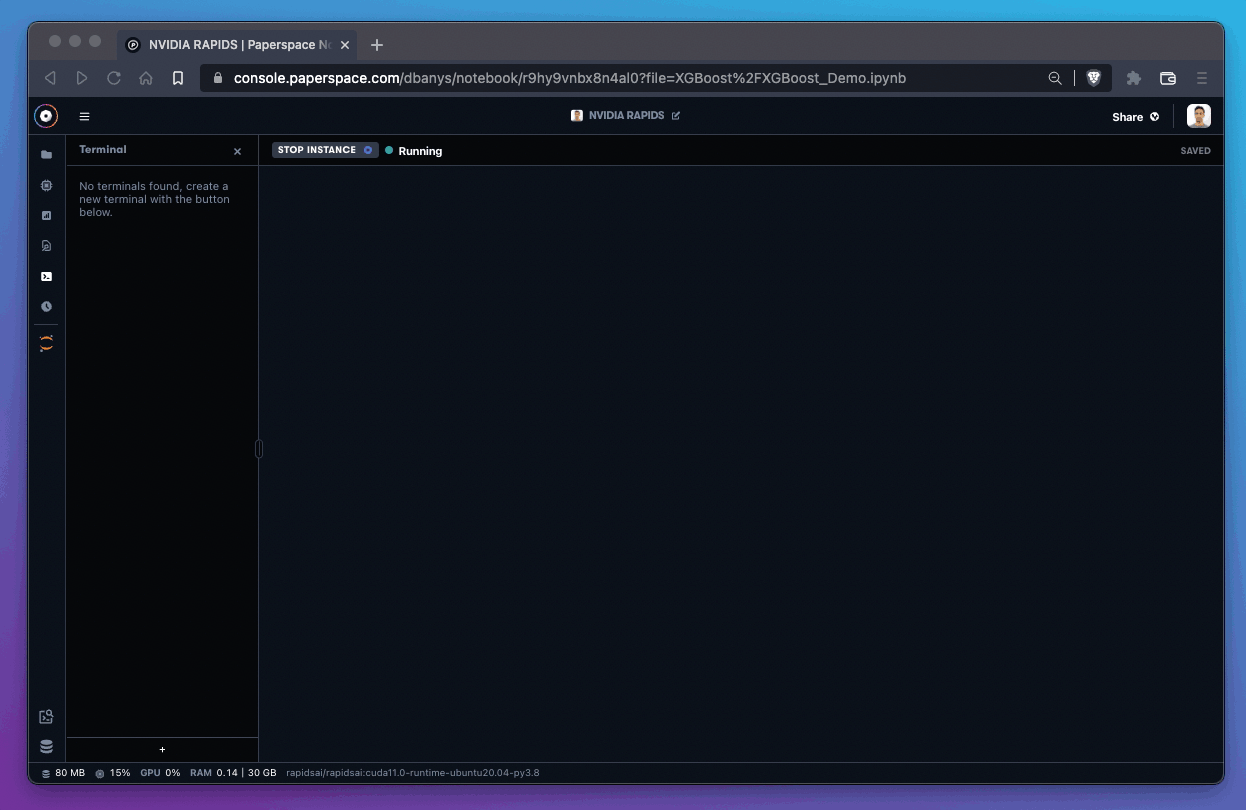 NVIDIA RAPIDS | Paperspace No
console.paperspace.com/dbanys/notebook/r9hy9vnbx8n4al0?file=XGBoost%2FXGBoost_Demo.ipynb
NVIDIA RAPIDS
Share
Terminal
STOP INSTANCE
Running
SAVED
No terminals found, create a
new terminal with the button
below.
+
80 MB 15% GPU 0% RAM 0.14 | 30 GB rapidsai/rapidsai:cuda11.0-runtime-ubuntu20.04-py3.8